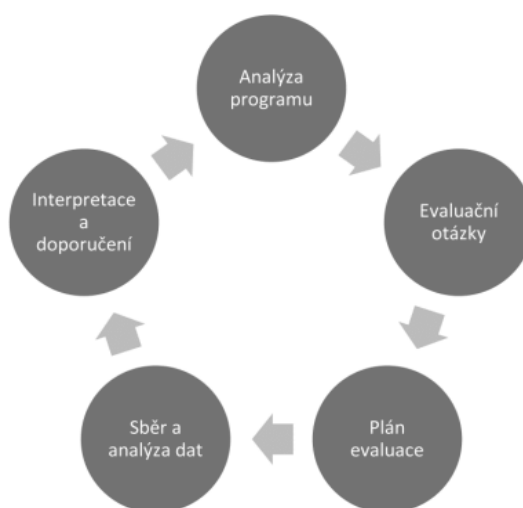 Analýza
programu
Evaluační
otázky
Plán
evaluace
Sběr a
analýza dat
Interpretace
a
doporučení